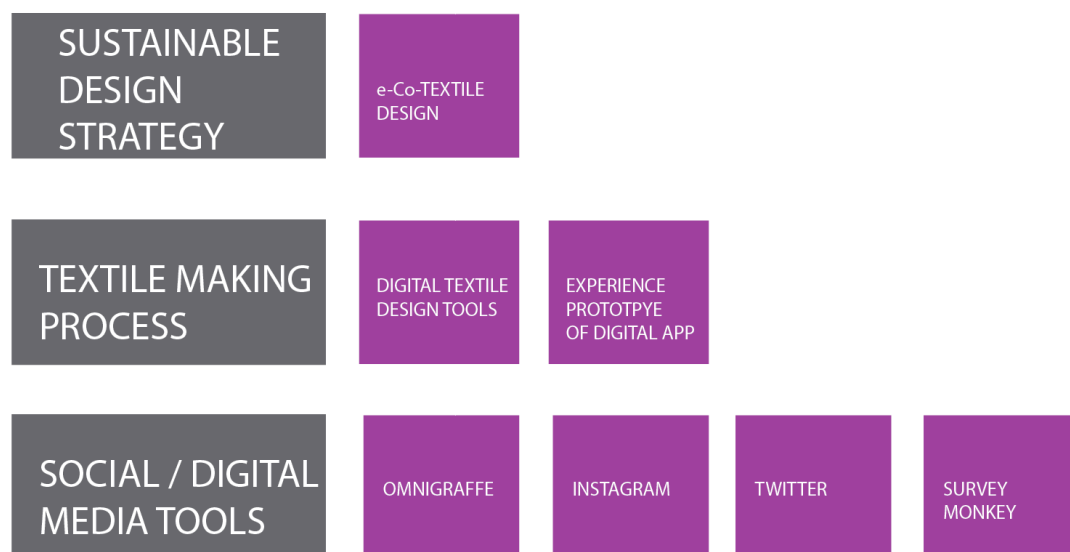 SUSTAINABLE
DESIGN
STRATEGY
e-Co-TEXTILE
DESIGN
TEXTILE MAKING
PROCESS
DIGITAL TEXTILE
DESIGN TOOLS
EXPERIENCE
PROTOTPYE
OF DIGITAL APP
SOCIAL / DIGITAL
MEDIA TOOLS
OMNIGRAFFE
INSTAGRAM
TWITTER
SURVEY
MONKEY